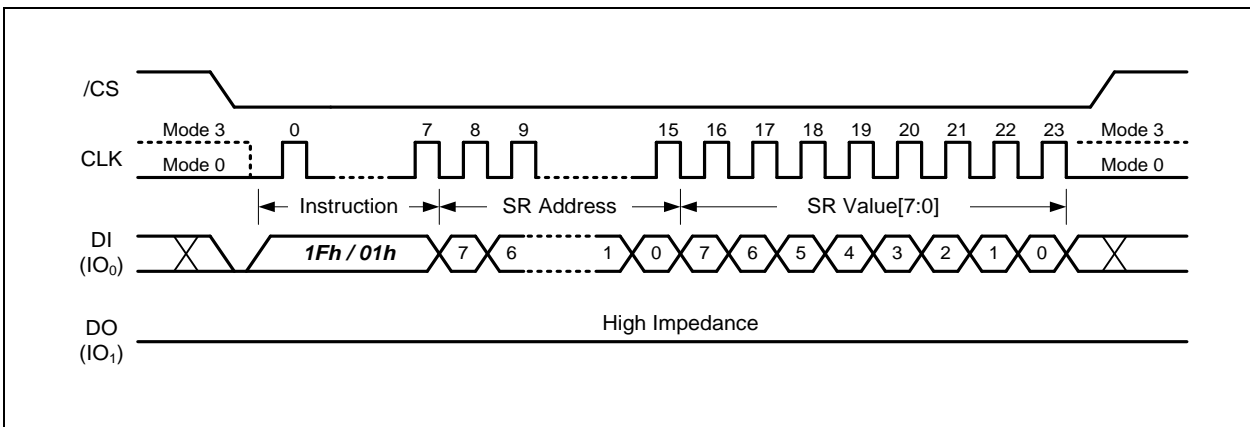 /CS
Mode 3 0 7 8 9 15 16 17 18 19 20 21 22 23 Mode 3
CLK Mode 0 Mode 0
Instruction SR Address SR Value[7:0]
DI
(IO₀) 1Fh / 01h 7 6 1 0 7 6 5 4 3 2 1 0
High Impedance
DO
(IO₁)